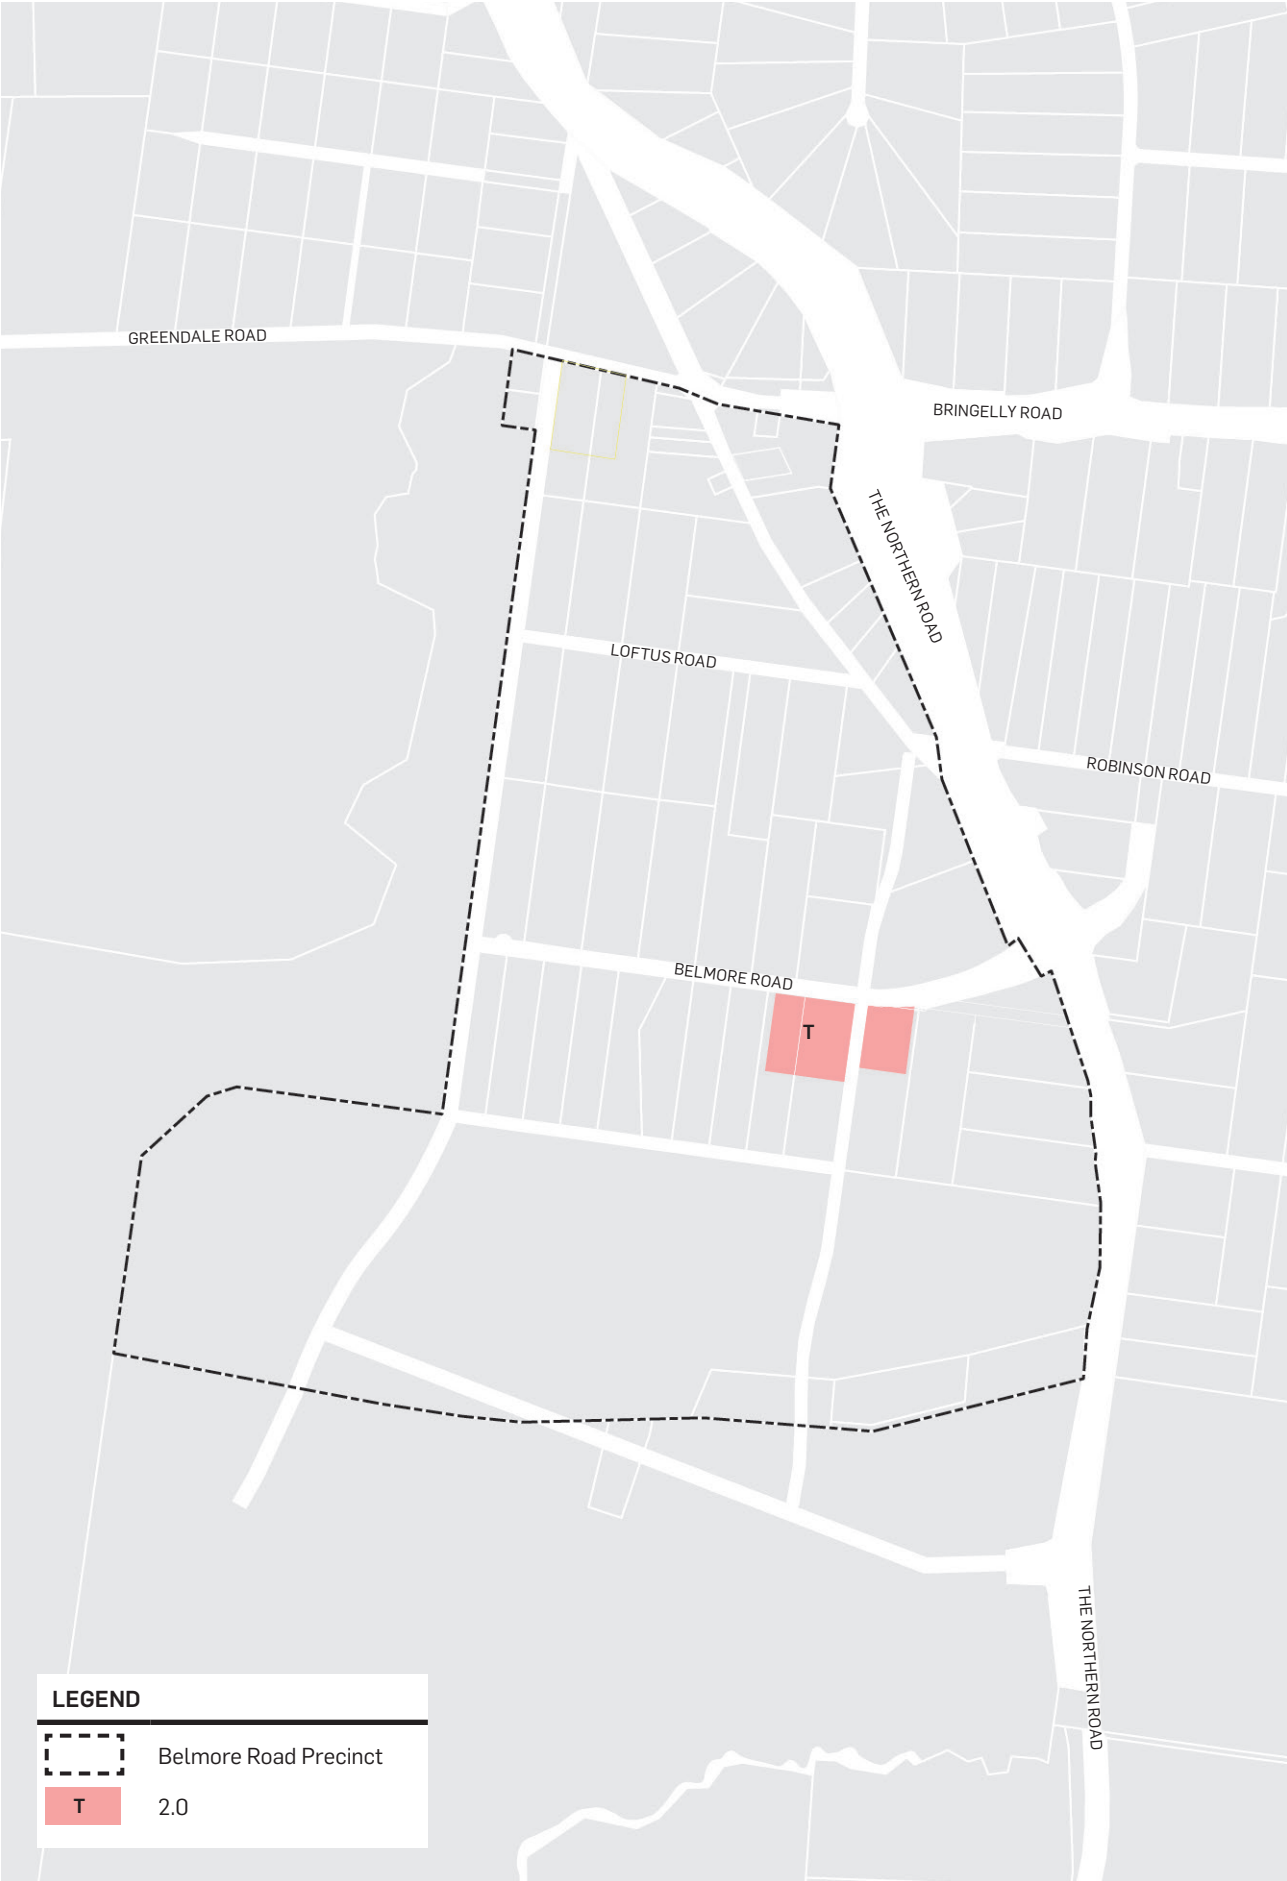 GREENDALE ROAD
BRINGELLY ROAD
THE NORTHERN ROAD
LOFTUS ROAD
ROBINSON ROAD
BELMORE ROAD
T
THE NORTHERN ROAD
LEGEND
Belmore Road Precinct
T 2.0